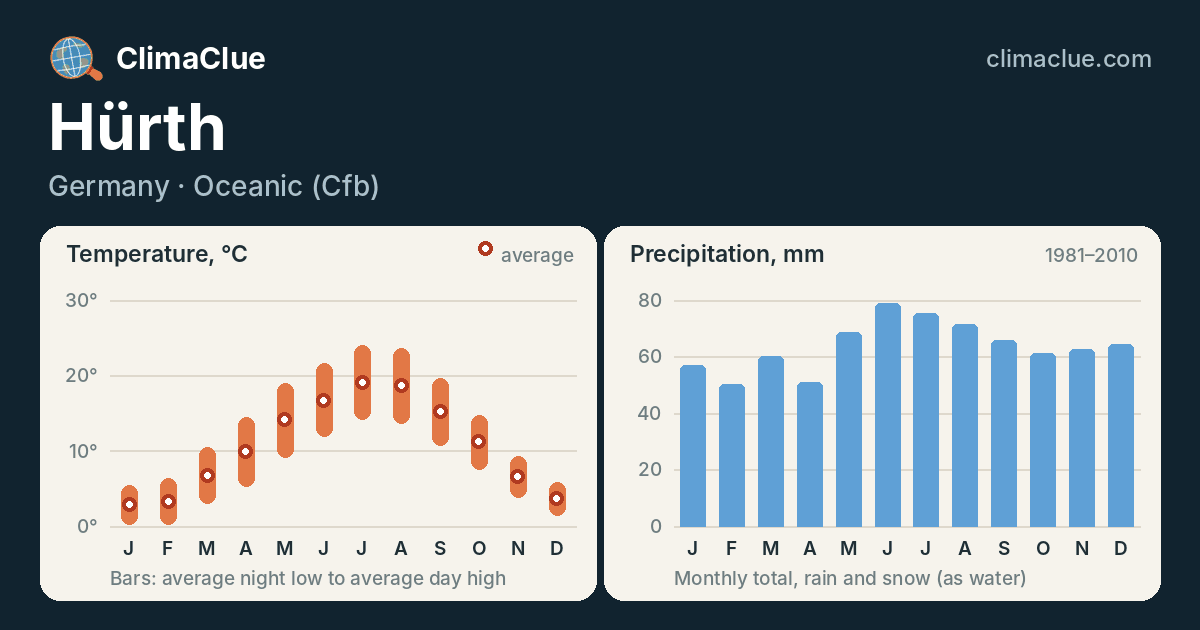 ClimaClue
climaclue.com
Hürth
Germany · Oceanic (Cfb)
Temperature, °C
average
30°
20°
10°
0°
J F M A M J J A S O N D
Bars: average night low to average day high
Precipitation, mm
1981–2010
80
60
40
20
0
J F M A M J J A S O N D
Monthly total, rain and snow (as water)